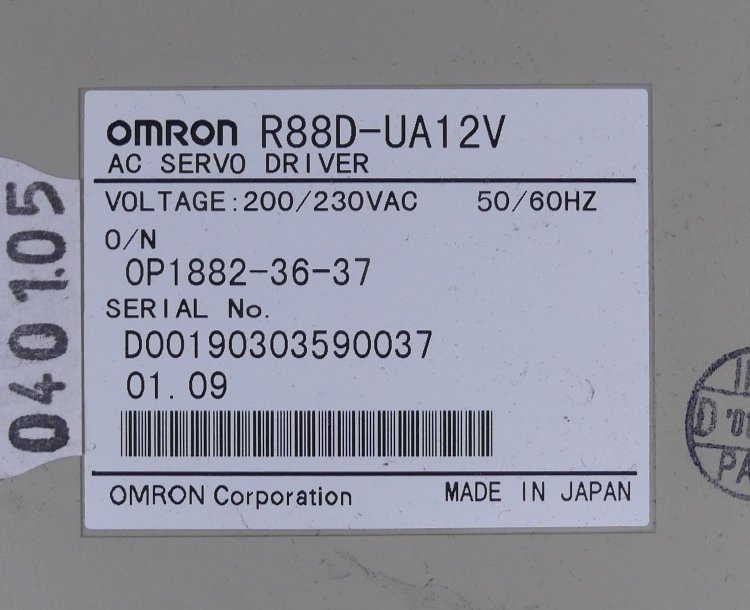 OMRON R88D-UA12V
AC SERVO DRIVER
VOLTAGE:200/230VAC 50/60HZ
O/N
OP1882-36-37
SERIAL No.
D00190303590037
01.09
OMRON Corporation MADE IN JAPAN
040105
D '01